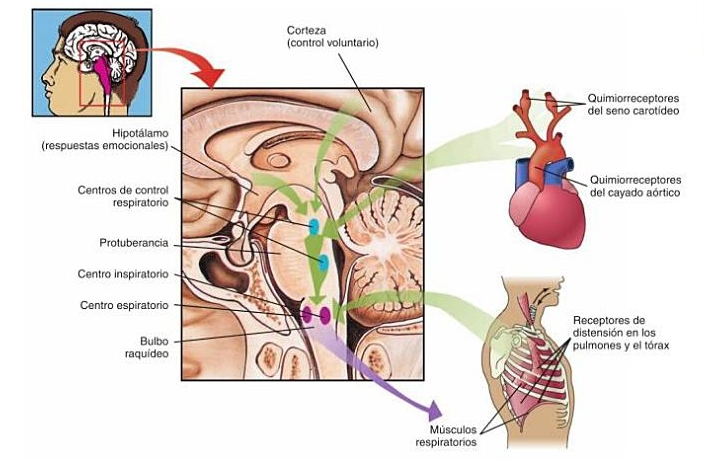 Corteza
(control voluntario)
Hipotálamo
(respuestas emocionales)
Centros de control
respiratorio
Protuberancia
Centro inspiratorio
Centro espiratorio
Bulbo
raquídeo
Quimiorreceptores
del seno carotídeo
Quimiorreceptores
del cayado aórtico
Receptores de
distensión en los
pulmones y el tórax
Músculos
respiratorios